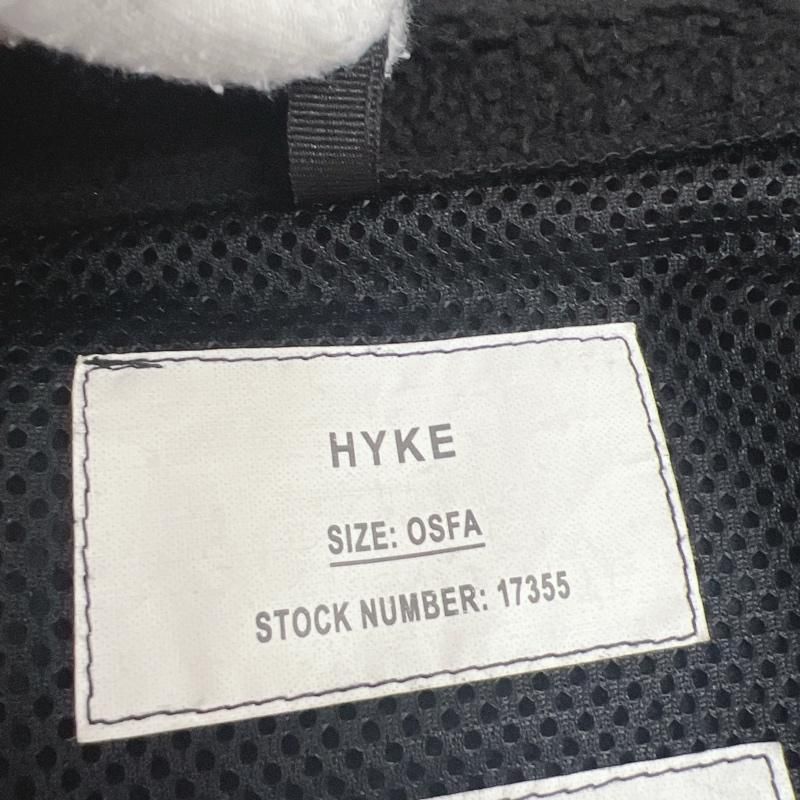 HYKE
SIZE: OSFA
STOCK NUMBER: 17355